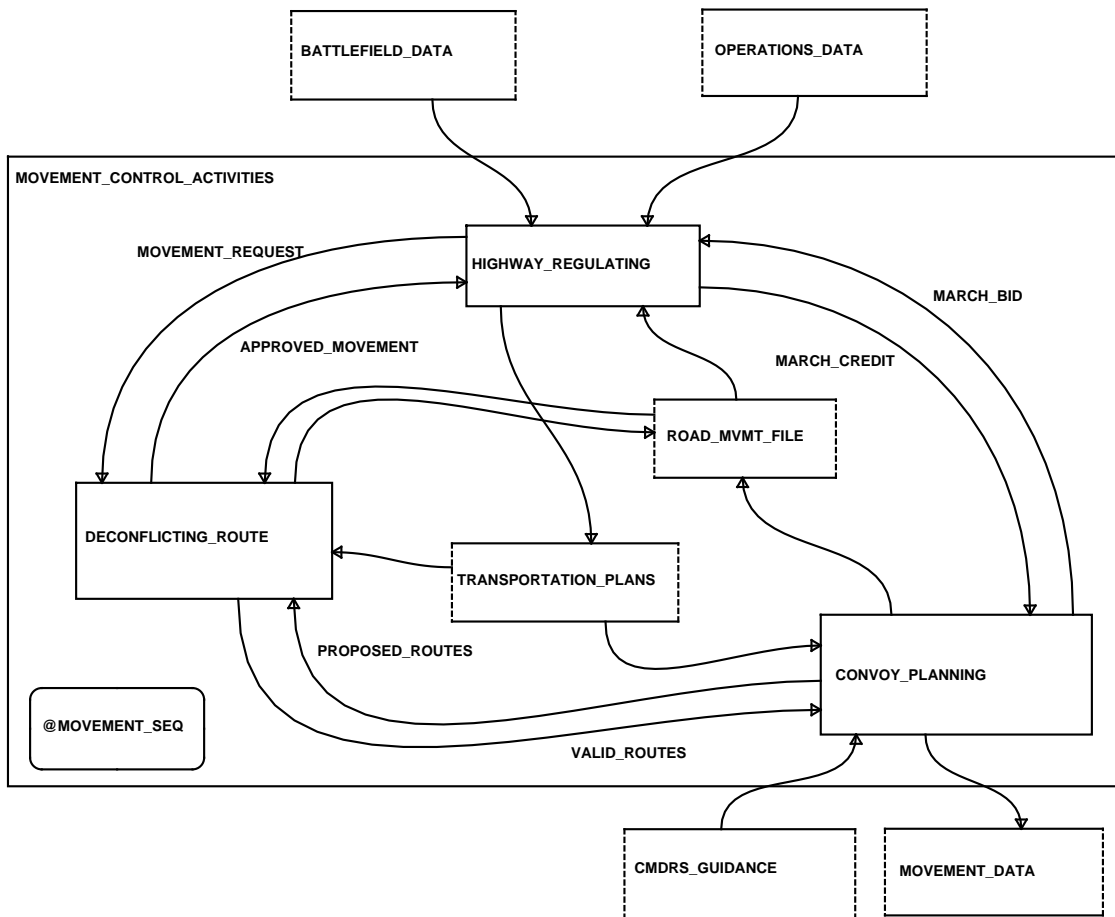 BATTLEFIELD_DATA
OPERATIONS_DATA
MOVEMENT_CONTROL_ACTIVITIES
MOVEMENT_REQUEST
HIGHWAY_REGULATING
MARCH_BID
APPROVED_MOVEMENT
MARCH_CREDIT
ROAD_MVMT_FILE
DECONFLICTING_ROUTE
TRANSPORTATION_PLANS
PROPOSED_ROUTES
CONVOY_PLANNING
@MOVEMENT_SEQ
VALID_ROUTES
CMDRS_GUIDANCE
MOVEMENT_DATA